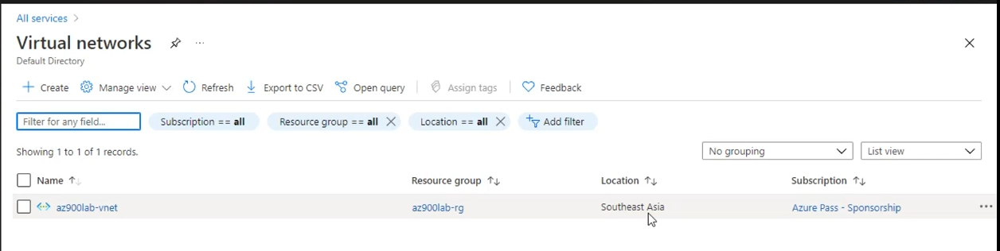 All services
Virtual networks
Default Directory
Create Manage view Refresh Export to CSV Open query Assign tags Feedback
Filter for any field... Subscription == all Resource group == all Location == all Add filter
Showing 1 to 1 of 1 records. No grouping List view
Name Resource group Location Subscription
az900lab-vnet az900lab-rg Southeast Asia Azure Pass - Sponsorship